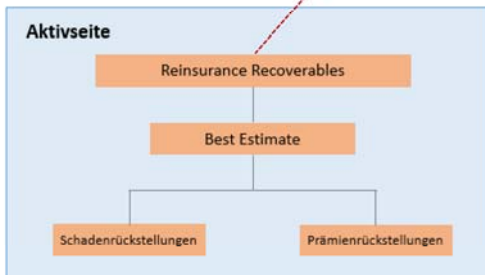 Aktivseite
Reinsurance Recoverables
Best Estimate
Schadenrückstellungen
Prämienrückstellungen